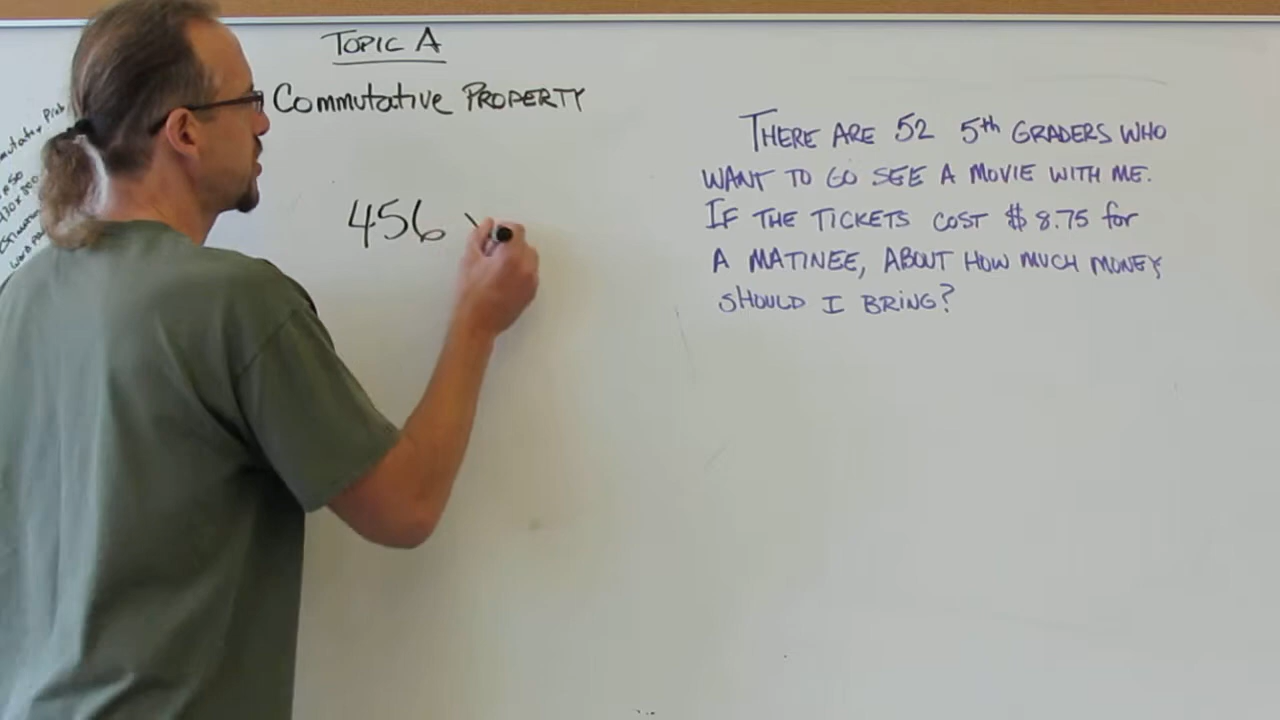 TOPIC A
Commutative PROPERTY
456
THERE ARE 52 5th GRADERS WHO
WANT TO GO SEE A MOVIE WITH ME.
IF THE TICKETS COST $8.75 for
A MATINEE, ABOUT HOW MUCH MONEY
SHOULD I BRING?